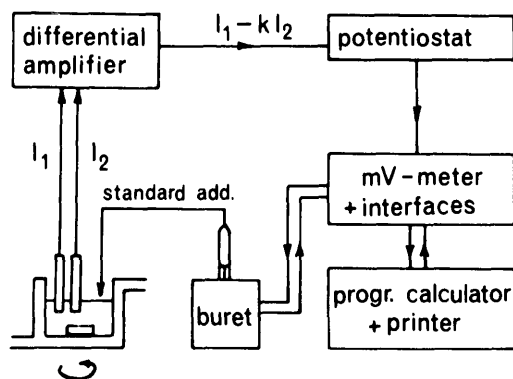 differential
amplifier
I₁ – k I₂
potentiostat
I₁
I₂
standard add.
mV – meter
+ interfaces
buret
progr. calculator
+ printer